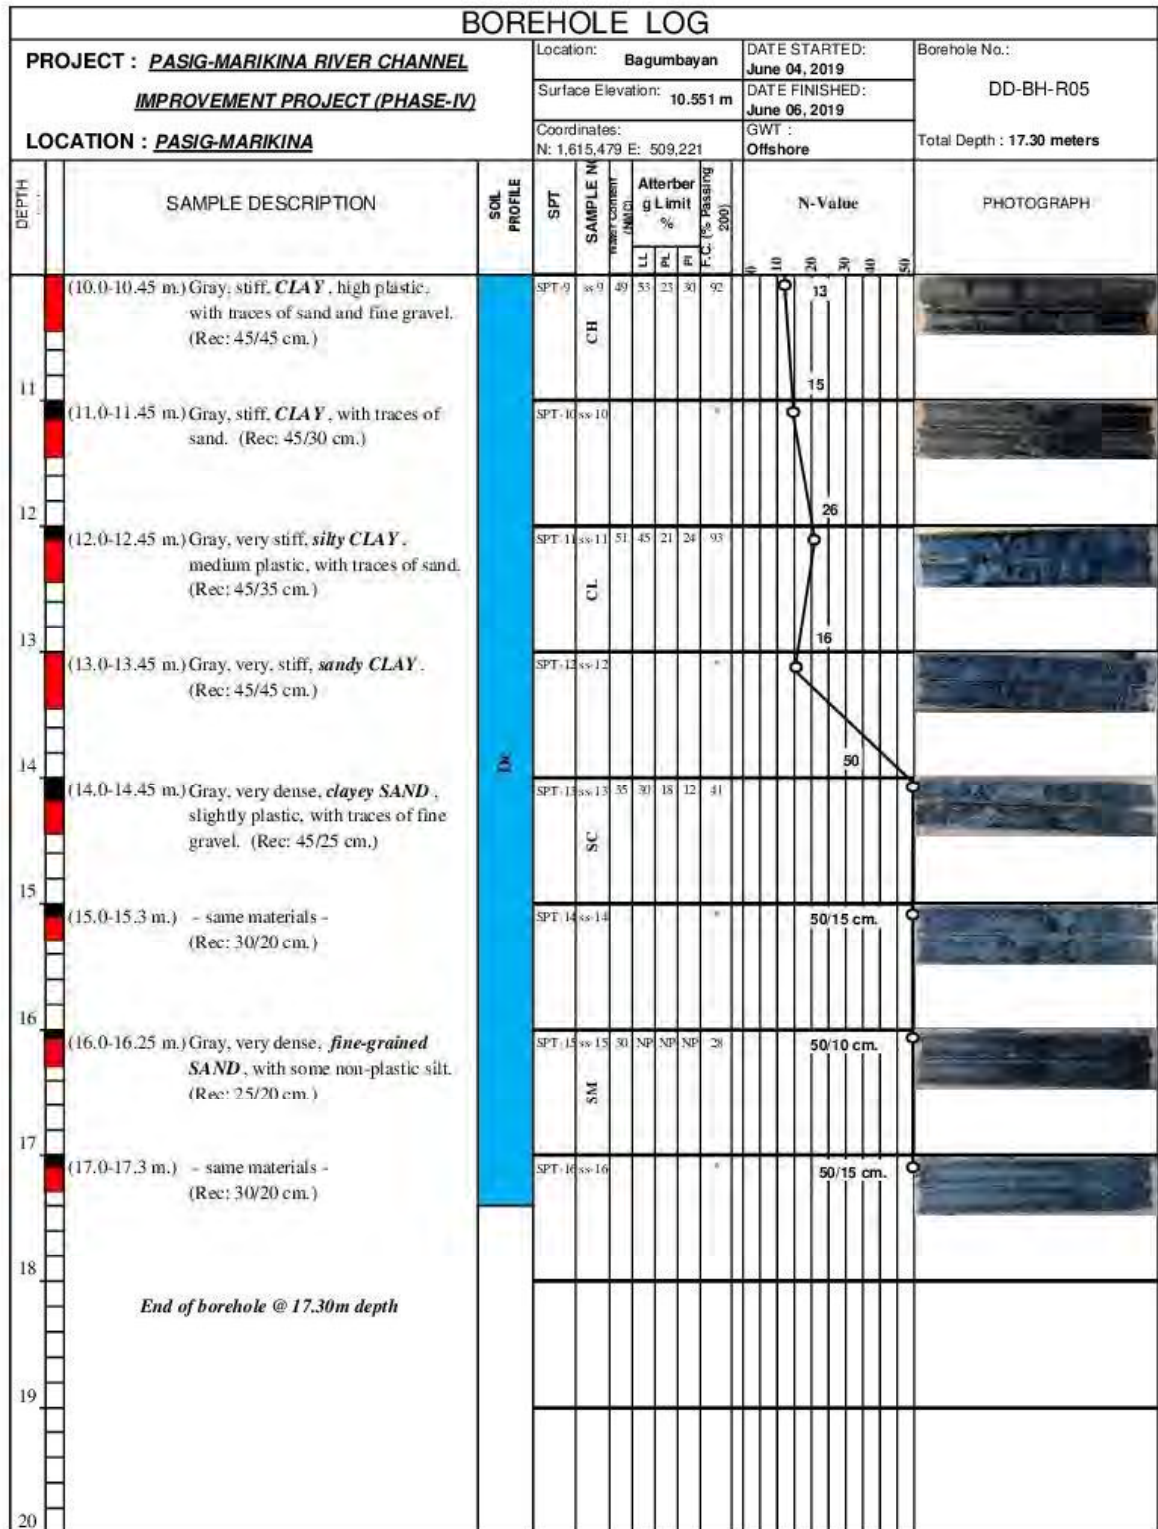 BOREHOLE LOG
PROJECT : PASIG-MARIKINA RIVER CHANNEL
IMPROVEMENT PROJECT (PHASE-IV)
LOCATION : PASIG-MARIKINA
Location:
Bagumbayan
Surface Elevation: 10.551 m
Coordinates:
N: 1,615,479 E: 509,221
DATE STARTED:
June 04, 2019
DATE FINISHED:
June 06, 2019
GWT :
Offshore
Borehole No.:
DD-BH-R05
Total Depth : 17.30 meters
DEPTH
SAMPLE DESCRIPTION
SOIL
PROFILE
SPT
SAMPLE NO
Water Content
(NMC)
Atterber
g Limit
%
LL PL PI
F.C. (% Passing
200)
N-Value
0 10 20 30 40 50
PHOTOGRAPH
(10.0-10.45 m.) Gray, stiff, CLAY, high plastic,
with traces of sand and fine gravel.
(Rec: 45/45 cm.)
SPT-9 ss-9 49 53 23 30 92
13
CH
11
15
(11.0-11.45 m.) Gray, stiff, CLAY, with traces of
sand. (Rec: 45/30 cm.)
SPT-10 ss-10 "
12
26
(12.0-12.45 m.) Gray, very stiff, silty CLAY,
medium plastic, with traces of sand.
(Rec: 45/35 cm.)
SPT-11 ss-11 51 45 21 24 93
CL
13
16
(13.0-13.45 m.) Gray, very, stiff, sandy CLAY.
(Rec: 45/45 cm.)
SPT-12 ss-12 "
Dc
14
50
(14.0-14.45 m.) Gray, very dense, clayey SAND,
slightly plastic, with traces of fine
gravel. (Rec: 45/25 cm.)
SPT-13 ss-13 35 30 18 12 41
SC
15
(15.0-15.3 m.) - same materials -
(Rec: 30/20 cm.)
SPT-14 ss-14 "
50/15 cm.
16
(16.0-16.25 m.) Gray, very dense, fine-grained
SAND, with some non-plastic silt.
(Rec: 25/20 cm.)
SPT-15 ss-15 30 NP NP NP 28
50/10 cm.
SM
17
(17.0-17.3 m.) - same materials -
(Rec: 30/20 cm.)
SPT-16 ss-16 "
50/15 cm.
18
End of borehole @ 17.30m depth
19
20